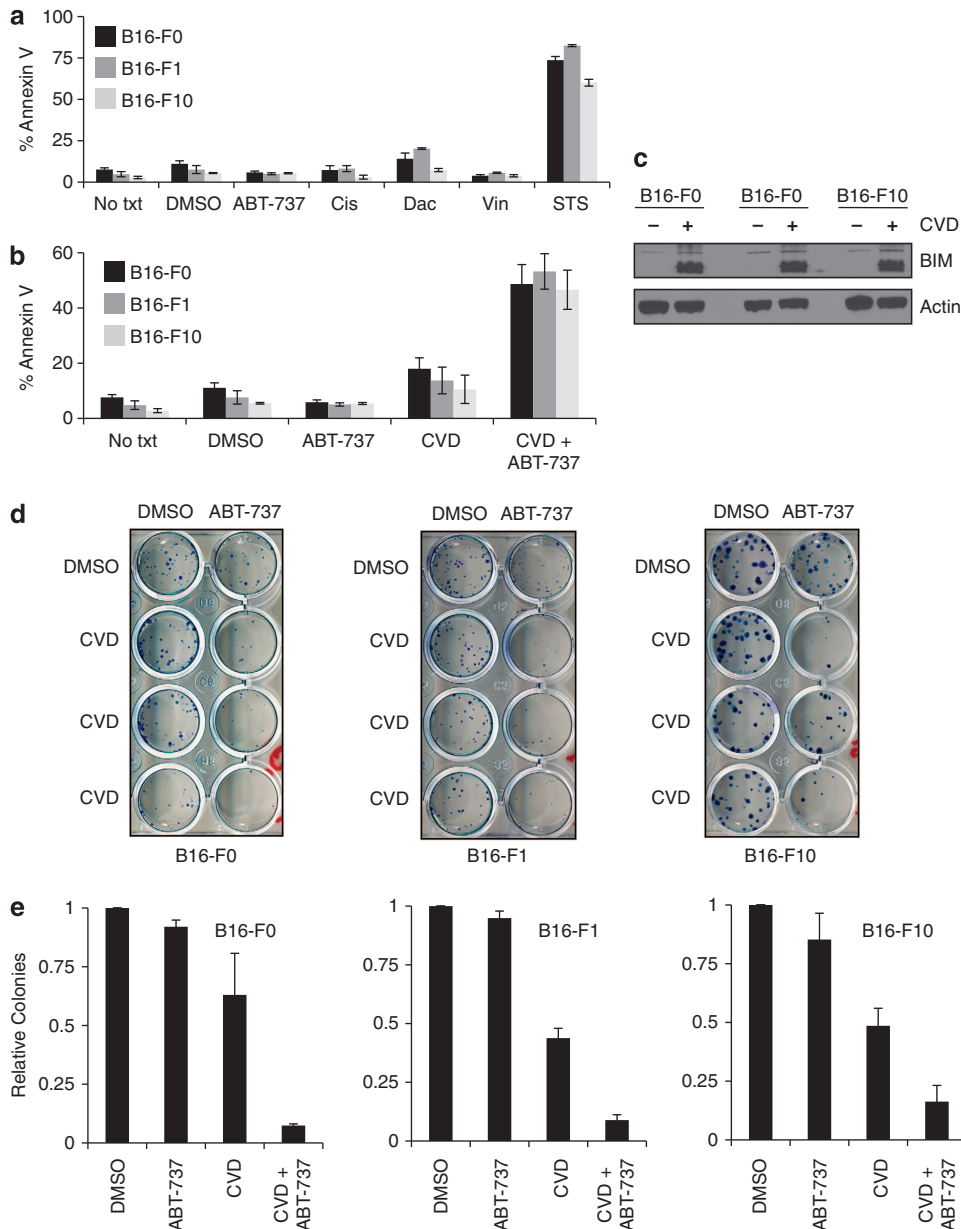 a
% Annexin V
100
75
50
25
0
B16-F0
B16-F1
B16-F10
No txt DMSO ABT-737 Cis Dac Vin STS
b
% Annexin V
60
40
20
0
B16-F0
B16-F1
B16-F10
No txt DMSO ABT-737 CVD CVD +
ABT-737
c
B16-F0 B16-F0 B16-F10
– + – + – + CVD
BIM
Actin
d
DMSO ABT-737
DMSO
CVD
CVD
CVD
B16-F0
DMSO ABT-737
DMSO
CVD
CVD
CVD
B16-F1
DMSO ABT-737
DMSO
CVD
CVD
CVD
B16-F10
e
Relative Colonies
1
0.75
0.5
0.25
0
B16-F0
DMSO
ABT-737
CVD
CVD +
ABT-737
1
0.75
0.5
0.25
0
B16-F1
DMSO
ABT-737
CVD
CVD +
ABT-737
1
0.75
0.5
0.25
0
B16-F10
DMSO
ABT-737
CVD
CVD +
ABT-737